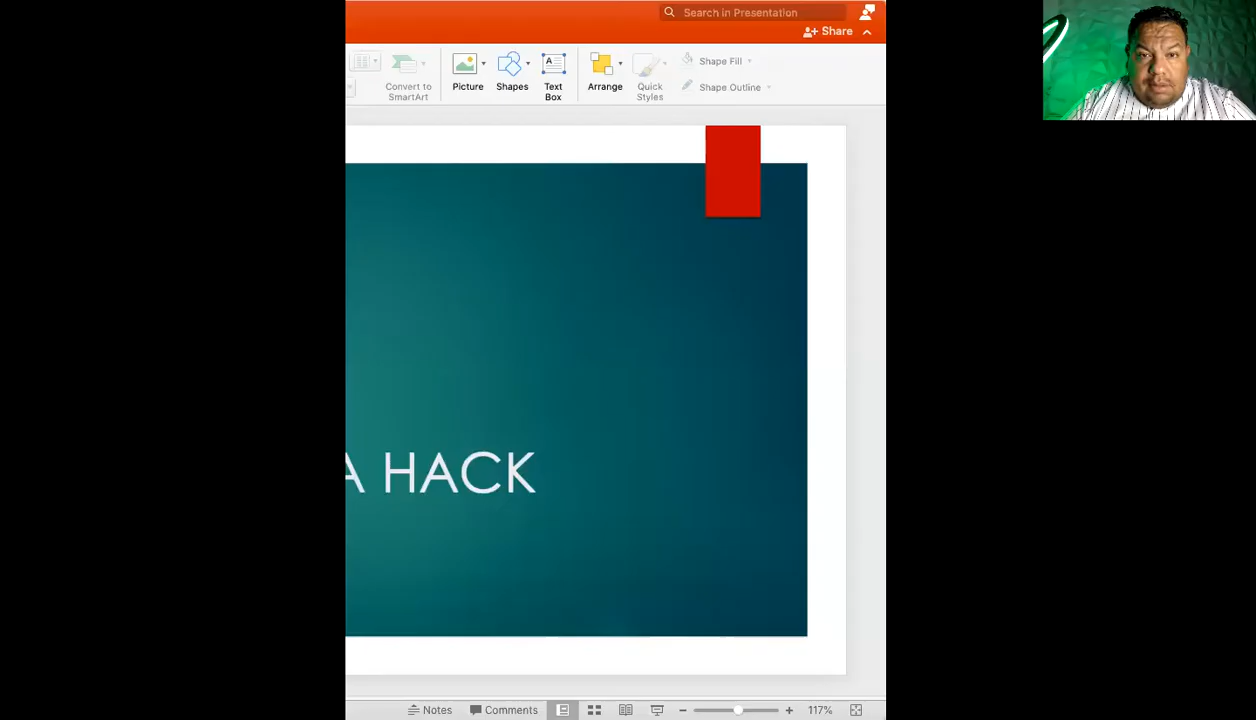 Search in Presentation
Share
Convert to
SmartArt
Picture
Shapes
Text
Box
Arrange
Quick
Styles
Shape Fill
Shape Outline
A HACK
Notes
Comments
117%